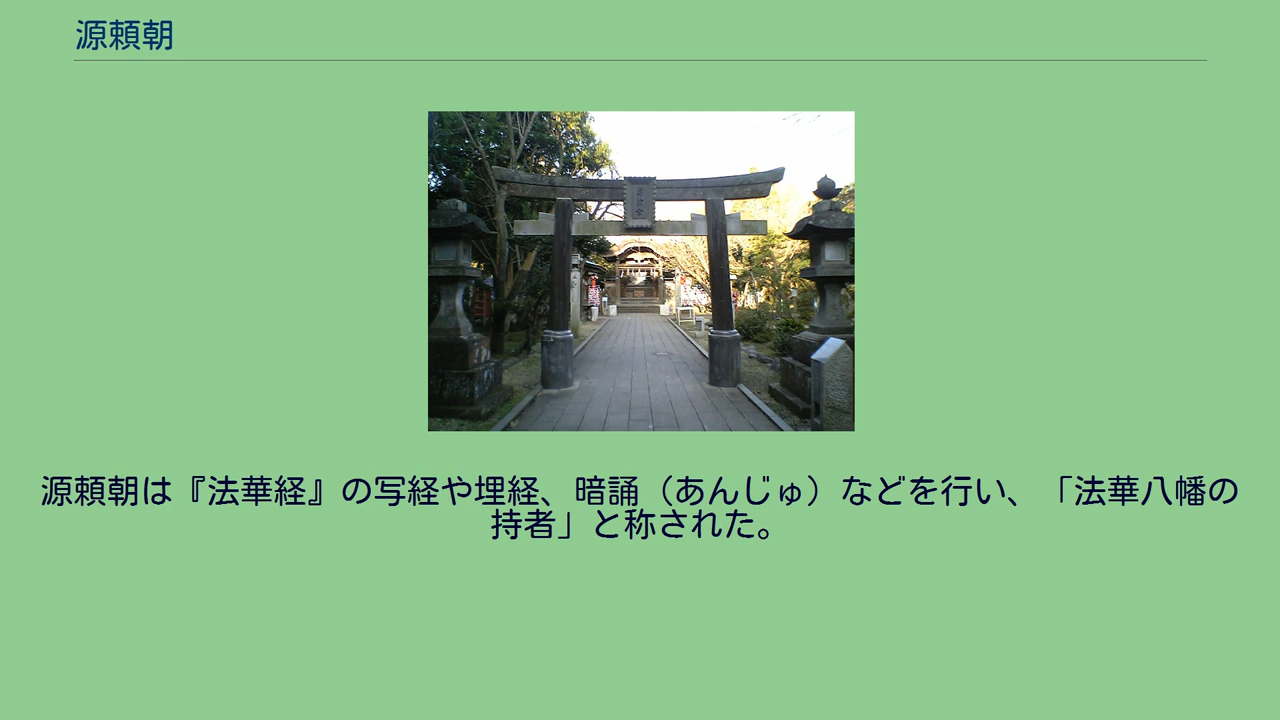 源頼朝
源頼朝は『法華経』の写経や埋経、暗誦（あんじゅ）などを行い、「法華八幡の
持者」と称された。